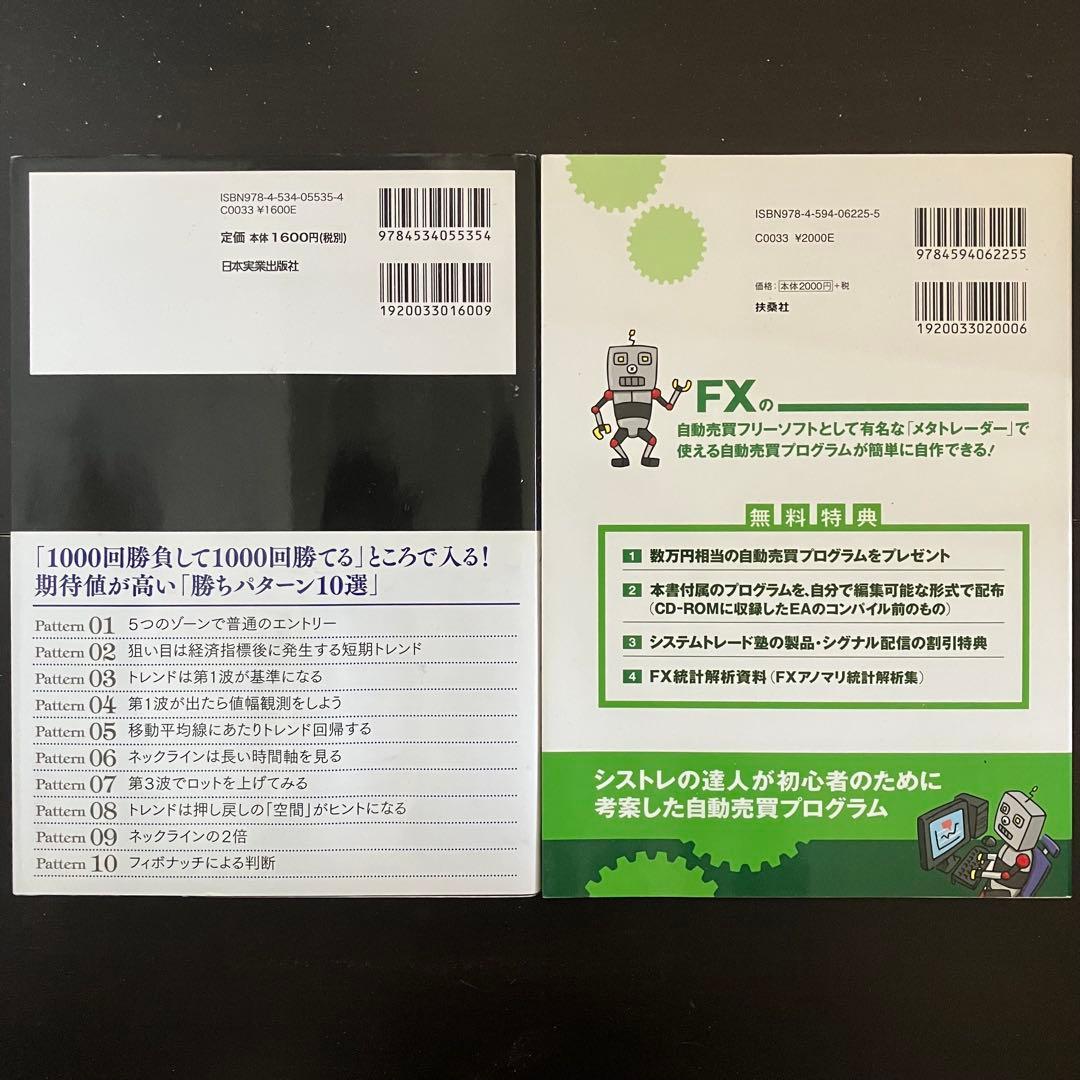 ISBN978-4-534-05535-4
C0033 ¥1600E
定価 本体1600円(税別)
日本実業出版社
9784534055354
1920033016009
「1000回勝負して1000回勝てる」ところで入る!
期待値が高い「勝ちパターン10選」
Pattern 01 5つのゾーンで普通のエントリー
Pattern 02 狙い目は経済指標後に発生する短期トレンド
Pattern 03 トレンドは第1波が基準になる
Pattern 04 第1波が出たら値幅観測をしよう
Pattern 05 移動平均線にあたりトレンド回帰する
Pattern 06 ネックラインは長い時間軸を見る
Pattern 07 第3波でロットを上げてみる
Pattern 08 トレンドは押し戻しの「空間」がヒントになる
Pattern 09 ネックラインの2倍
Pattern 10 フィボナッチによる判断
ISBN978-4-594-06225-5
C0033 ¥2000E
価格:本体2000円+税
扶桑社
9784594062255
1920033020006
FXの
自動売買フリーソフトとして有名な「メタトレーダー」で
使える自動売買プログラムが簡単に自作できる!
無料特典
1 数万円相当の自動売買プログラムをプレゼント
2 本書付属のプログラムを、自分で編集可能な形式で配布
(CD-ROMに収録したEAのコンパイル前のもの)
3 システムトレード塾の製品・シグナル配信の割引特典
4 FX統計解析資料(FXアノマリ統計解析集)
シストレの達人が初心者のために
考案した自動売買プログラム